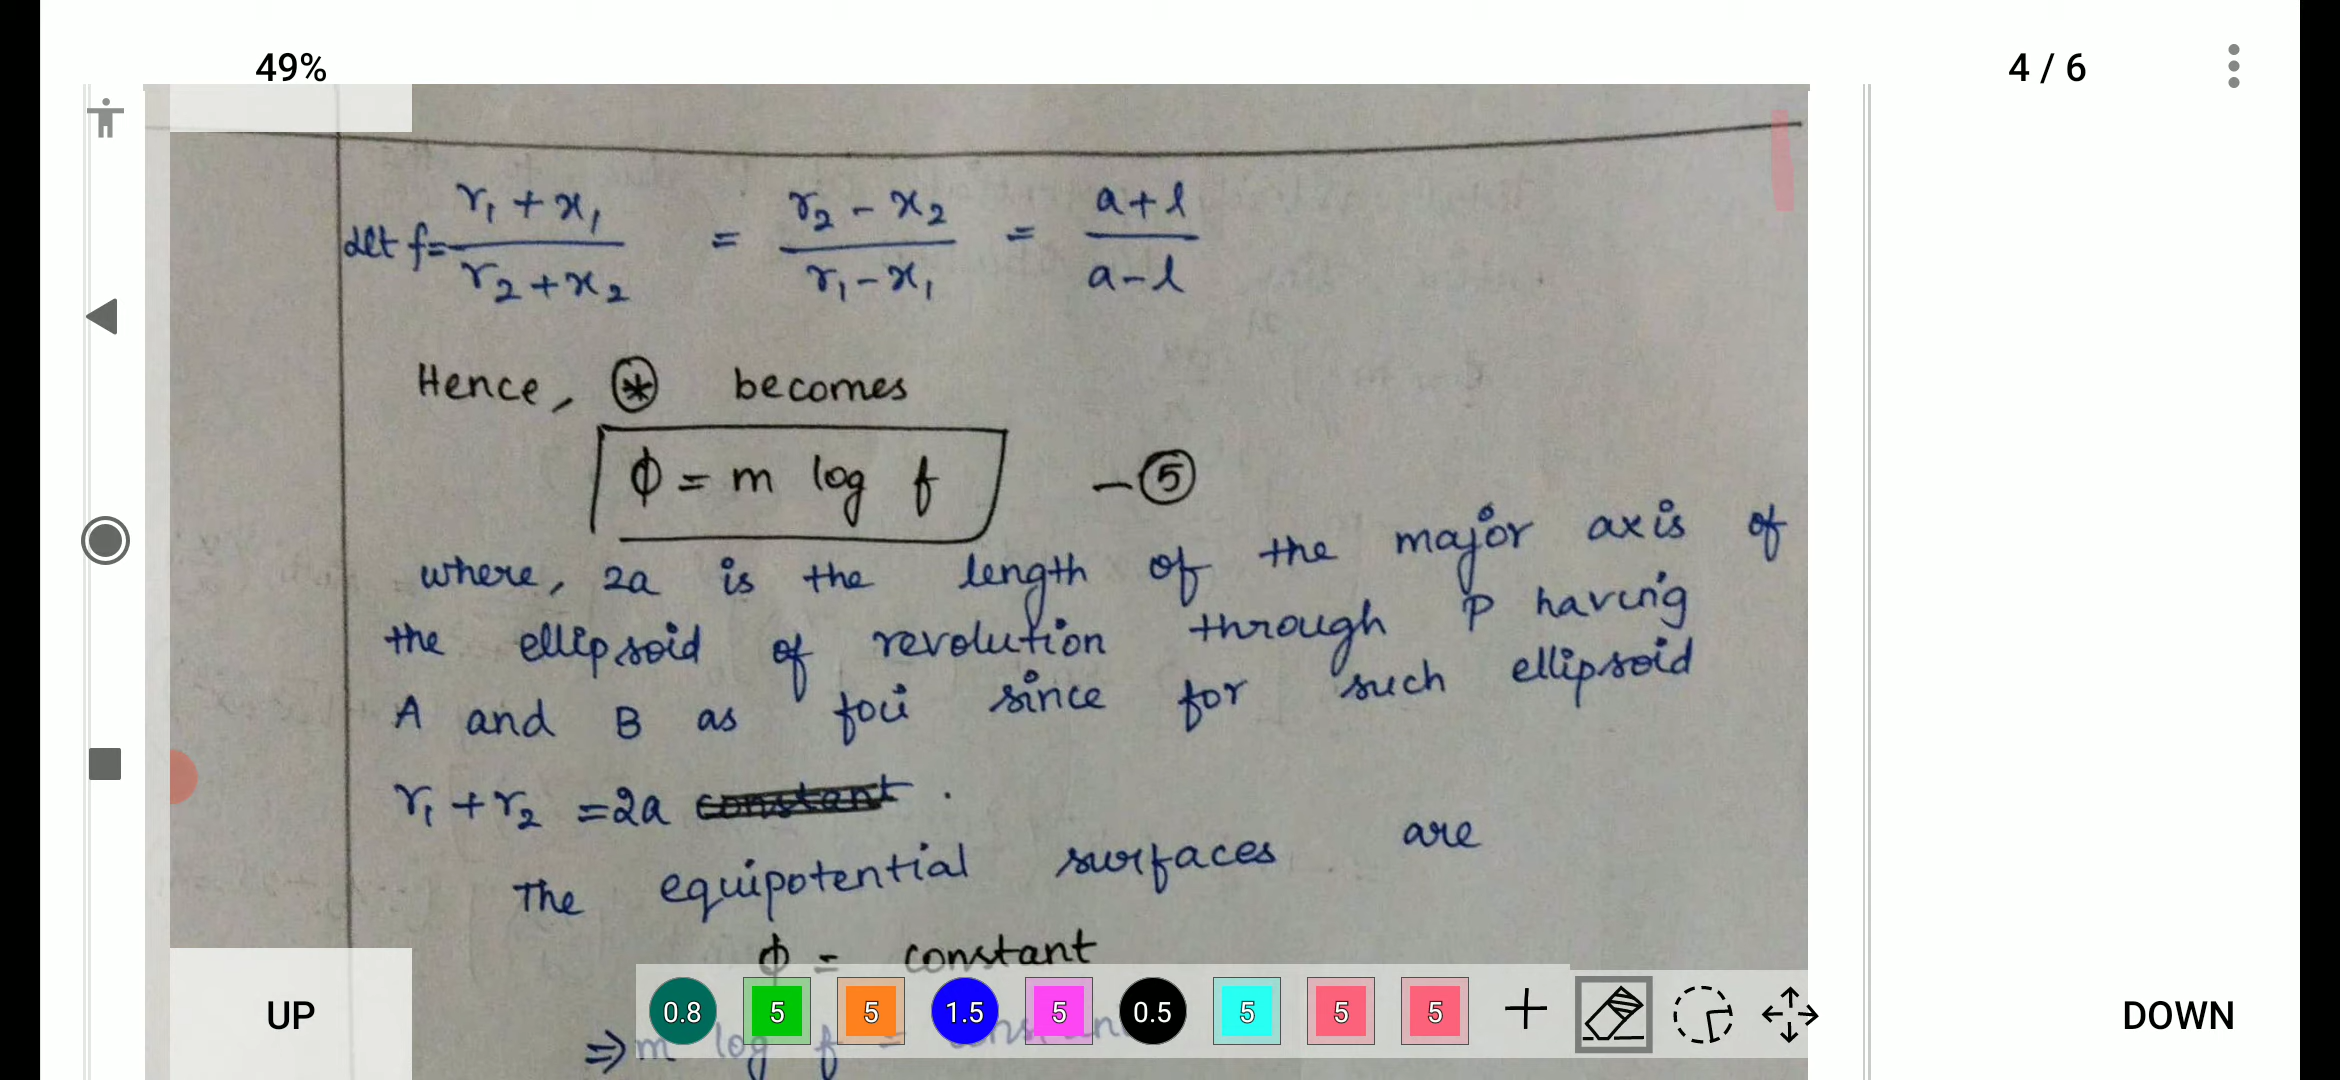 49%
4 / 6
Let f = r₁ + x₁ / r₂ + x₂ = r₂ - x₂ / r₁ - x₁ = a + l / a - l
Hence, ⊛ becomes
ϕ = m log f - ⑤
where, 2a is the length of the major axis of
the ellipsoid of revolution through P having
A and B as foci since for such ellipsoid
r₁ + r₂ = 2a constant .
The equipotential surfaces are
ϕ = constant
⇒ m log f = constant
UP
0.8 5 5 1.5 5 0.5 5 5 5
DOWN